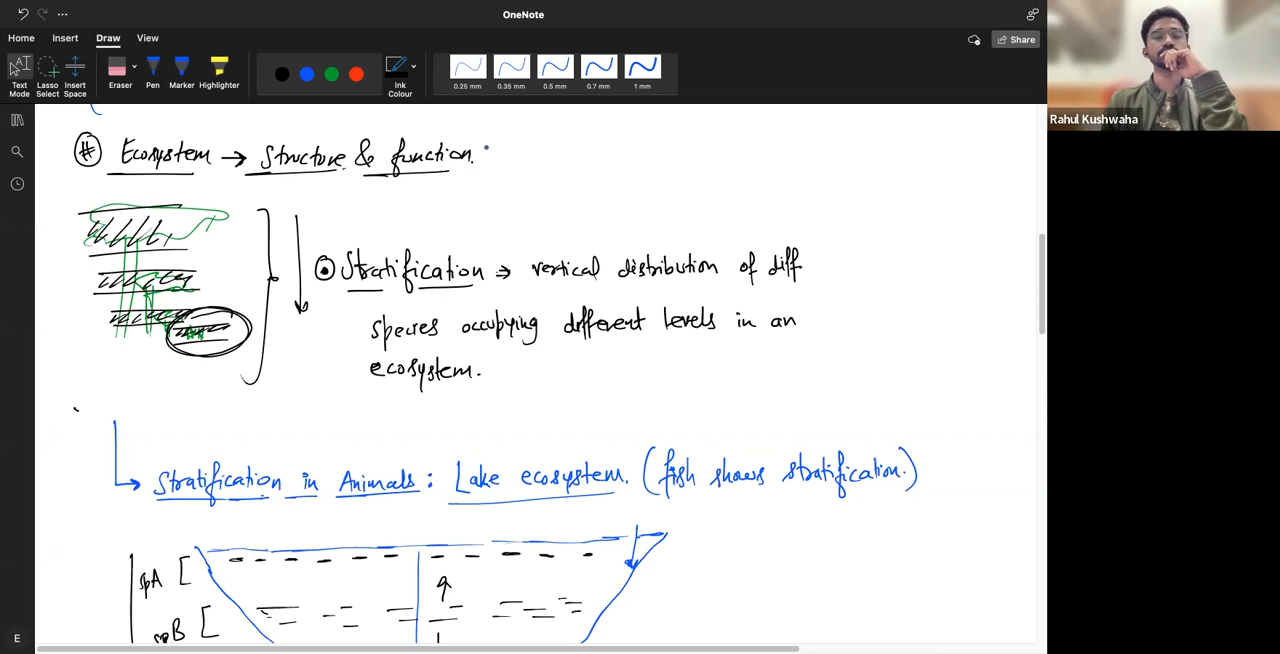 OneNote
Home Insert Draw View
Share
Text Mode
Lasso Select
Insert Space
Eraser
Pen
Marker
Highlighter
Ink Colour
0.25 mm
0.35 mm
0.5 mm
0.7 mm
1 mm
Rahul Kushwaha
# Ecosystem → Structure & function.
Stratification → vertical distribution of diff
species occupying different levels in an
ecosystem.
Stratification in Animals : Lake ecosystem. (fish shows stratification.)
spA [
spB [
E